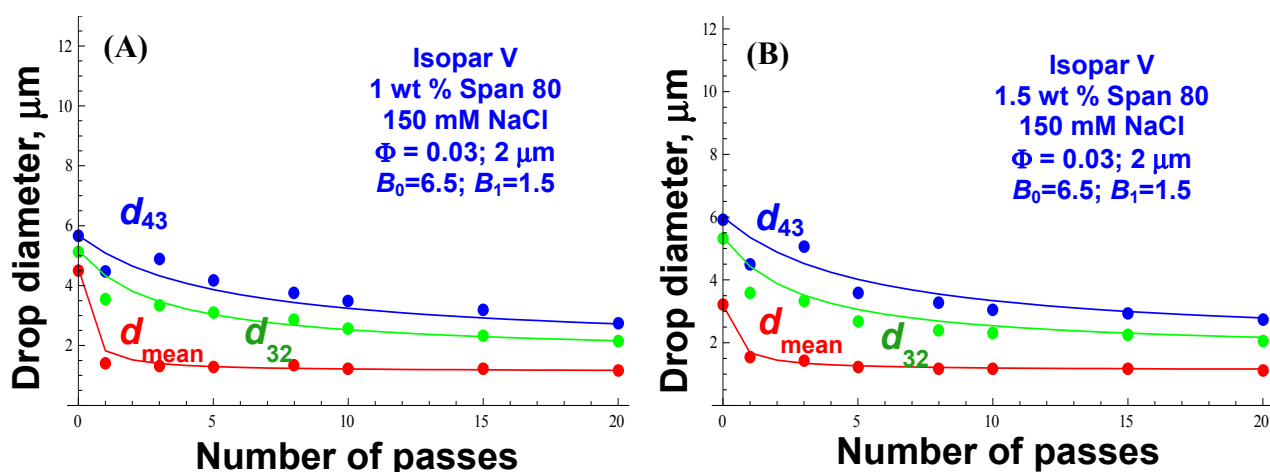 (A)
Isopar V
1 wt % Span 80
150 mM NaCl
Φ = 0.03; 2 μm
B0=6.5; B1=1.5
d43
d32
dmean
Drop diameter, μm
12
10
8
6
4
2
0
5
10
15
20
Number of passes
(B)
Isopar V
1.5 wt % Span 80
150 mM NaCl
Φ = 0.03; 2 μm
B0=6.5; B1=1.5
d43
dmean
d32
Drop diameter, μm
12
10
8
6
4
2
0
5
10
15
20
Number of passes